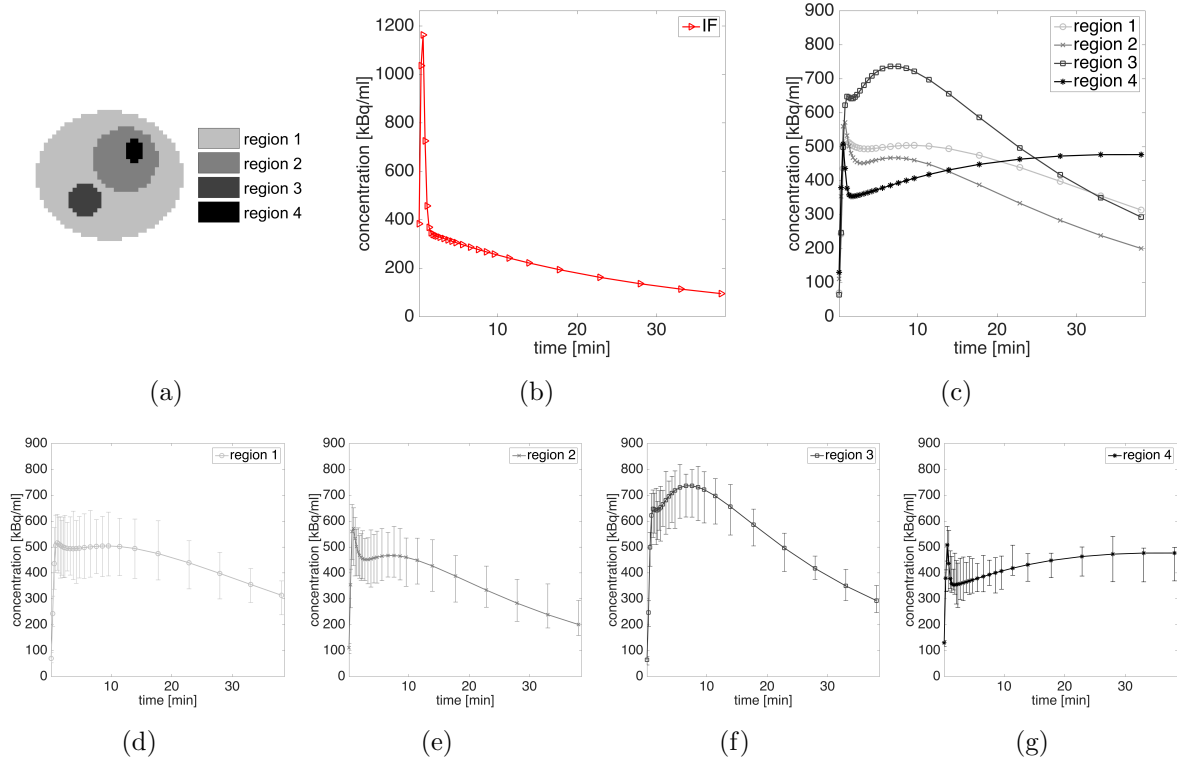 region 1
region 2
region 3
region 4
(a)
IF
concentration [kBq/ml]
1200
1000
800
600
400
200
0
10 20 30
time [min]
(b)
region 1
region 2
region 3
region 4
concentration [kBq/ml]
900
800
700
600
500
400
300
200
100
0
10 20 30
time [min]
(c)
region 1
concentration [kBq/ml]
900
800
700
600
500
400
300
200
100
0
10 20 30
time [min]
(d)
region 2
concentration [kBq/ml]
900
800
700
600
500
400
300
200
100
0
10 20 30
time [min]
(e)
region 3
concentration [kBq/ml]
900
800
700
600
500
400
300
200
100
0
10 20 30
time [min]
(f)
region 4
concentration [kBq/ml]
900
800
700
600
500
400
300
200
100
0
10 20 30
time [min]
(g)